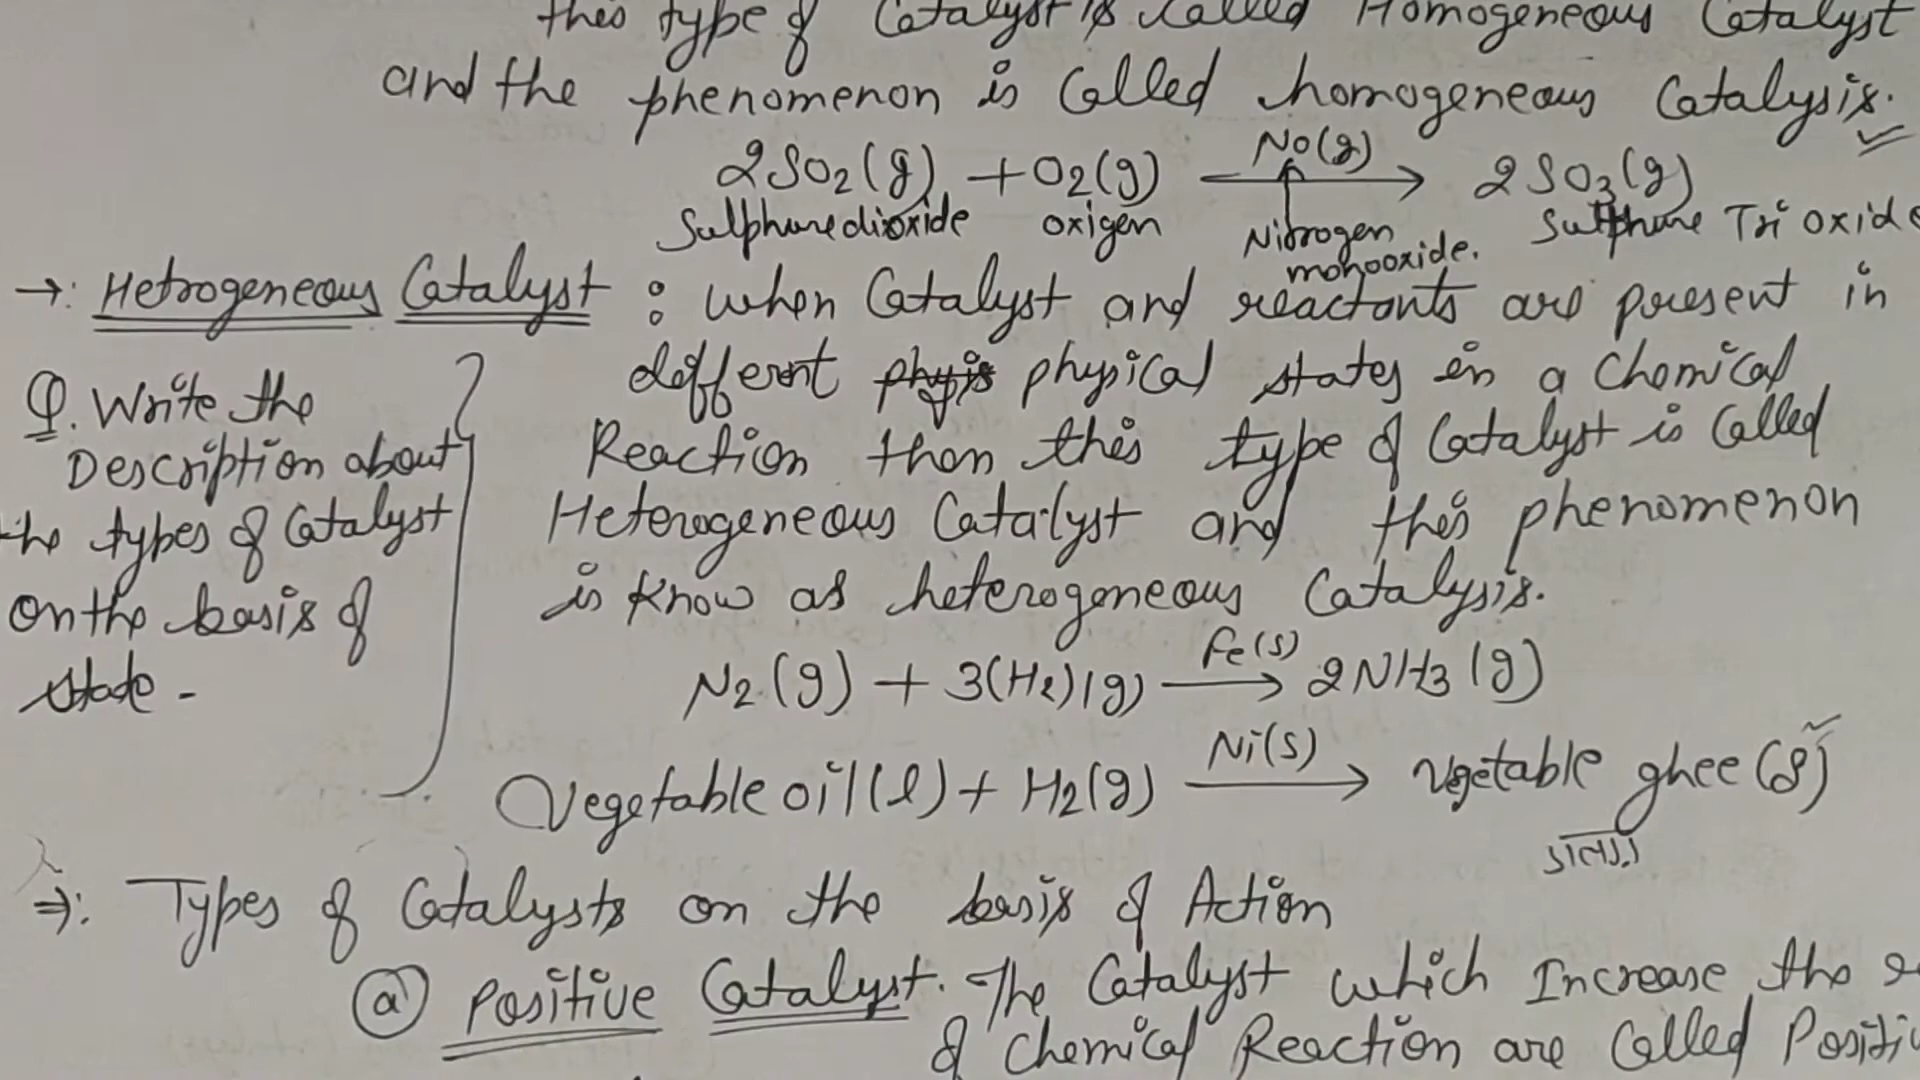 this type of Catalyst is Called Homogeneous Catalyst
and the phenomenon is Called homogeneous Catalysis.
2SO2(g) + O2(g) NO(g) → 2SO3(g)
Sulphuredioxide oxigen Nitrogen monooxide. Sulphure Tri oxide
→: Hetrogeneous Catalyst : when Catalyst and reactants are present in
differnt physical states in a chemical
Reaction then this type of Catalyst is Called
Heterogeneous Catalyst and this phenomenon
is know as heterogeneous Catalysis.
N2(g) + 3(H2)(g) Fe(s) → 2NH3(g)
Vegetable oil(l) + H2(g) Ni(s) → Vgetable ghee (s)
Q. Write the
Description about
the types of Catalyst
on the basis of
state -
⇒: Types of Catalysts on the basis of Action
(a) Positive Catalyst. The Catalyst which Increase the
of chemical Reaction are Called